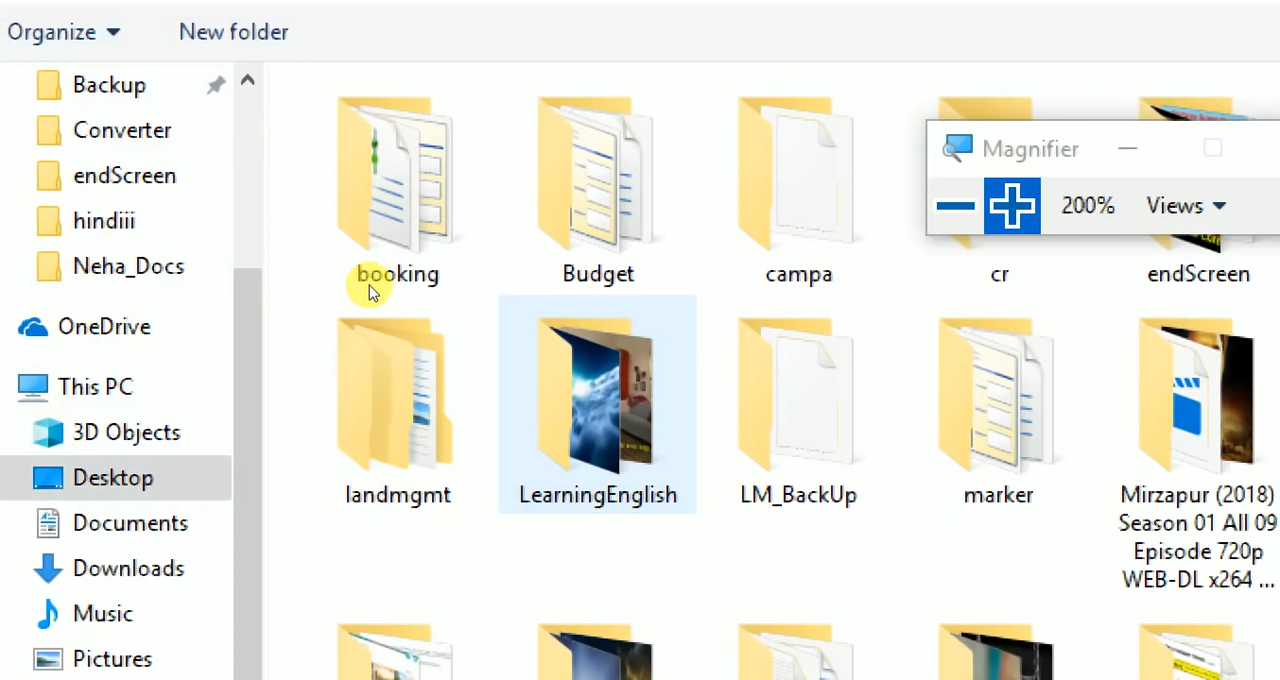 Organize
New folder
Backup
Converter
endScreen
hindiii
Neha_Docs
OneDrive
This PC
3D Objects
Desktop
Documents
Downloads
Music
Pictures
Magnifier
200%
Views
booking
Budget
campa
cr
endScreen
landmgmt
LearningEnglish
LM_BackUp
marker
Mirzapur (2018)
Season 01 All 09
Episode 720p
WEB-DL x264 ...